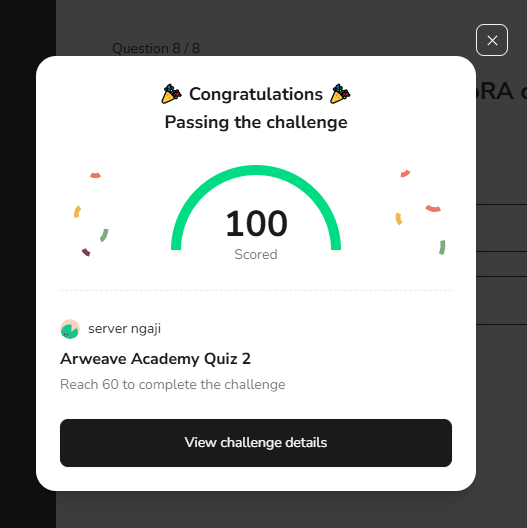 Question 8 / 8
Congratulations
Passing the challenge
100
Scored
server ngaji
Arweave Academy Quiz 2
Reach 60 to complete the challenge
View challenge details